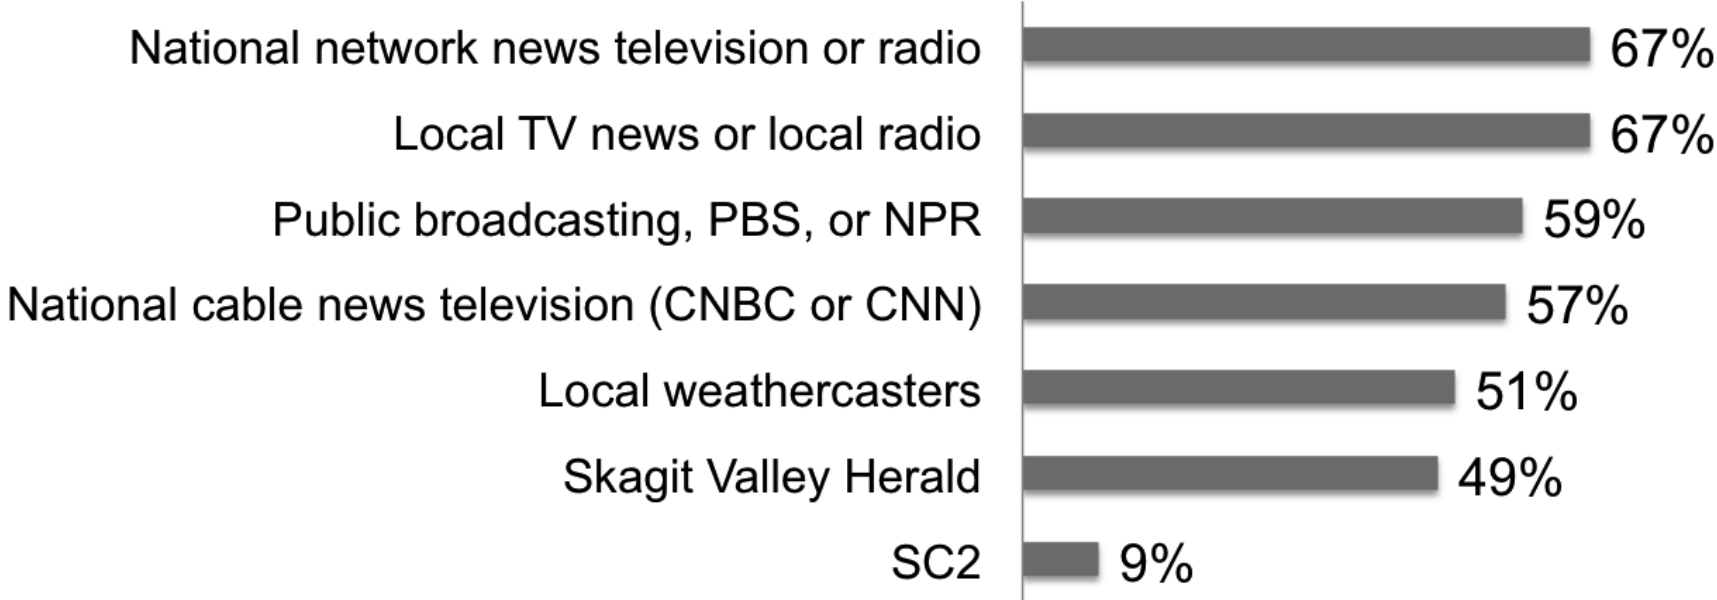 National network news television or radio 67%
Local TV news or local radio 67%
Public broadcasting, PBS, or NPR 59%
National cable news television (CNBC or CNN) 57%
Local weathercasters 51%
Skagit Valley Herald 49%
SC2 9%